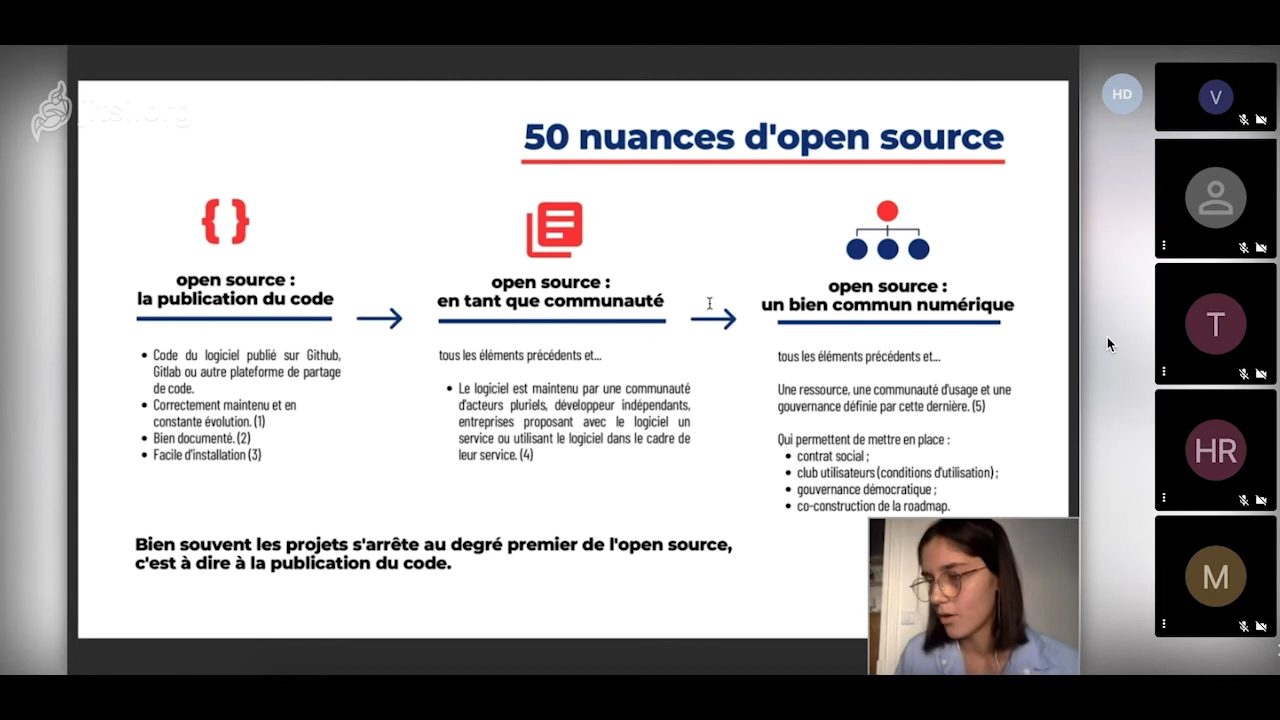 jitsi.org
50 nuances d'open source
{ }
open source :
la publication du code
Code du logiciel publié sur Github,
Gitlab ou autre plateforme de partage
de code.
Correctement maintenu et en
constante évolution. (1)
Bien documenté. (2)
Facile d'installation (3)
open source :
en tant que communauté
tous les éléments précédents et...
Le logiciel est maintenu par une communauté
d'acteurs pluriels, développeur indépendants,
entreprises proposant avec le logiciel un
service ou utilisant le logiciel dans le cadre de
leur service. (4)
open source :
un bien commun numérique
tous les éléments précédents et...
Une ressource, une communauté d'usage et une
gouvernance définie par cette dernière. (5)
Qui permettent de mettre en place :
contrat social ;
club utilisateurs (conditions d'utilisation) ;
gouvernance démocratique ;
co-construction de la roadmap.
Bien souvent les projets s'arrête au degré premier de l'open source,
c'est à dire à la publication du code.
HD
V
T
HR
M